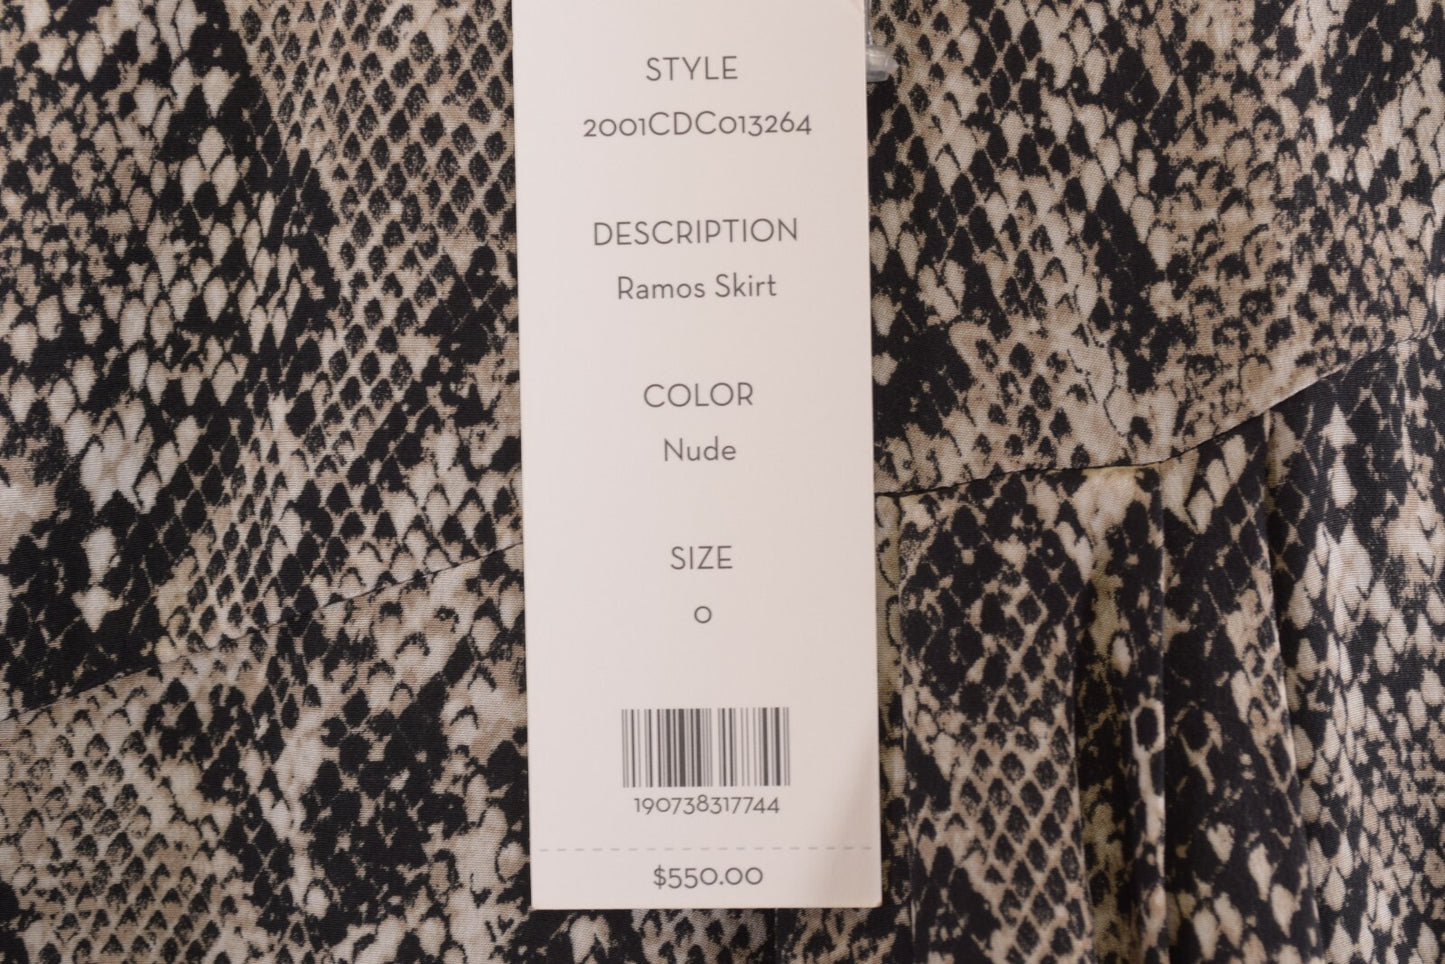 STYLE
2001CDC013264
DESCRIPTION
Ramos Skirt
COLOR
Nude
SIZE
0
190738317744
$550.00